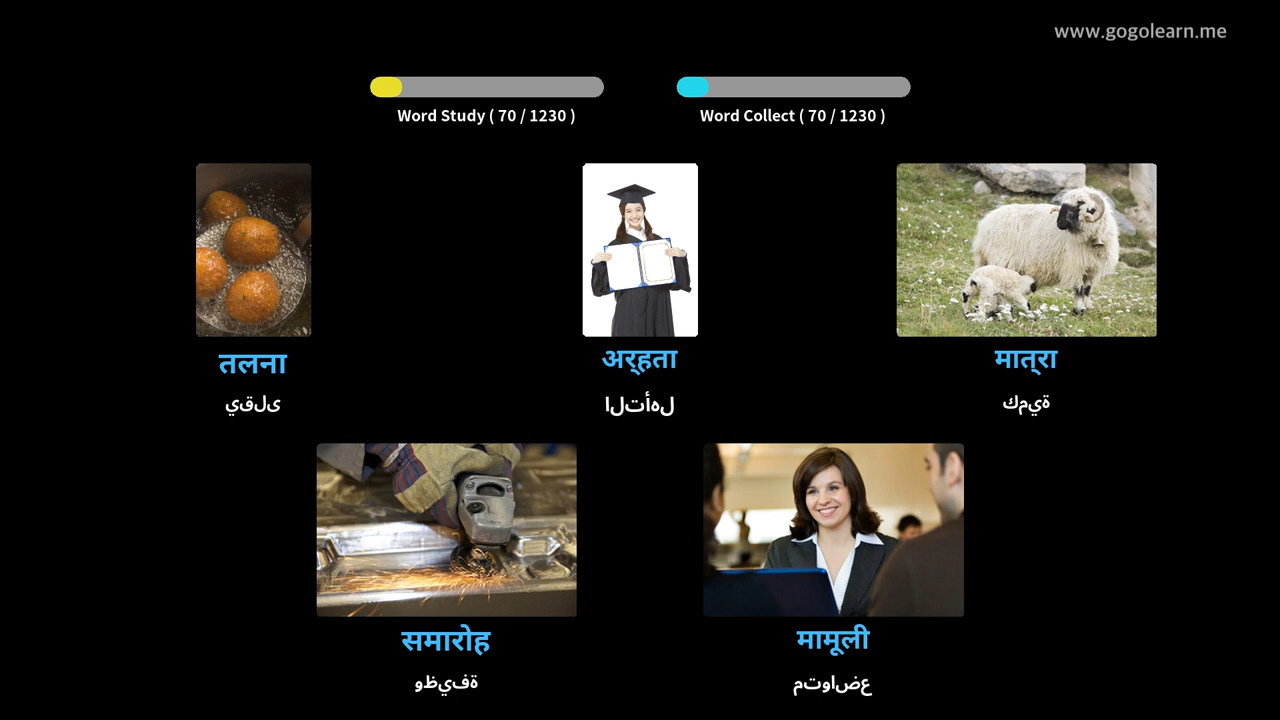 www.gogolearn.me
Word Study ( 70 / 1230 )
Word Collect ( 70 / 1230 )
तलना
अर्हता
मात्रा
يقلى
التأهل
كمية
समारोह
मामूली
وظيفة
متواضع